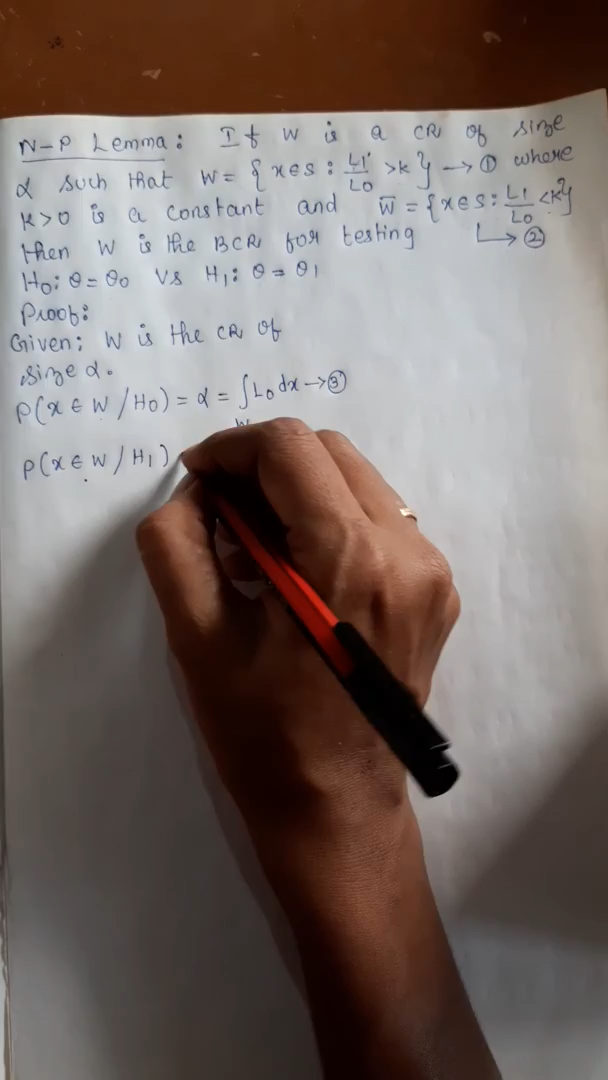 N-P Lemma: If W is a CR of size
α such that W = { x∈s : L1/L0 >k } → ① where
k>0 is a constant and W̅ = {x∈s: L1/L0 <k}
then W is the BCR for testing ↳ ②
H0: θ = θ0 vs H1: θ = θ1
Proof:
Given: W is the CR of
size α.
P(x ∈ W / H0) = α = ∫ L0 dx → ③
W
P(x ∈ W / H1)